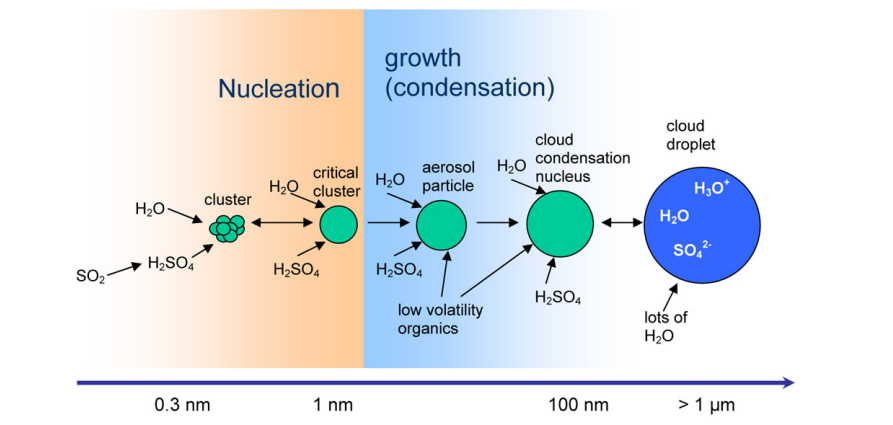 Nucleation
growth
(condensation)
cloud
droplet
cloud
condensation
nucleus
aerosol
particle
critical
cluster
cluster
H₂O
H₂O
H₂O
H₂O
SO₂
H₂SO₄
H₂SO₄
H₂SO₄
H₂SO₄
low volatility
organics
H₃O⁺
H₂O
SO₄²⁻
lots of
H₂O
0.3 nm
1 nm
100 nm
> 1 µm